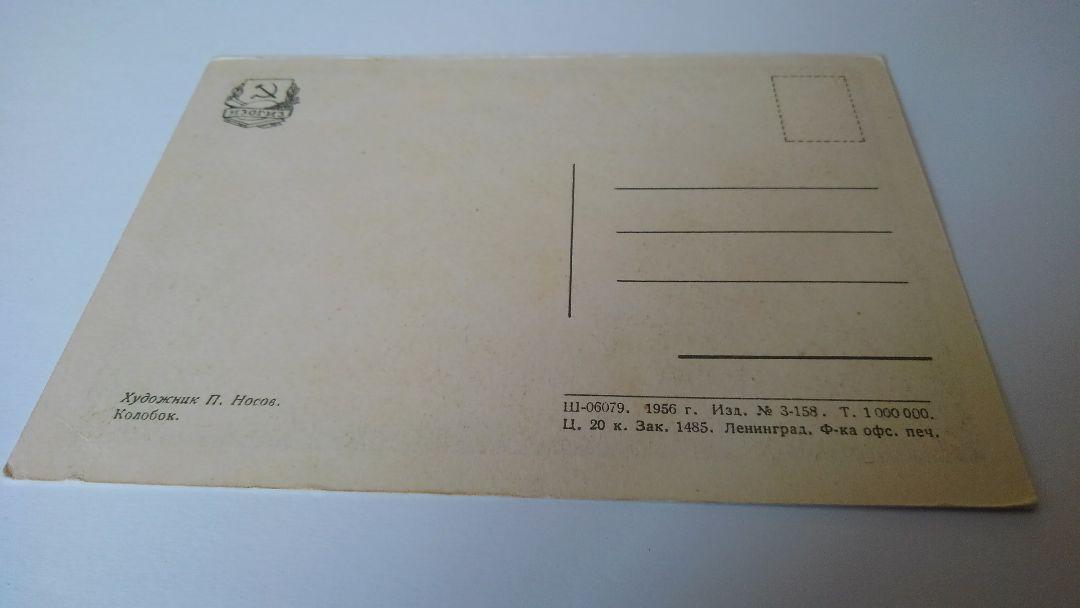 ИЗОГИЗ
Художник П. Носов.
Колобок.
Ш-06079. 1956 г. Изд. № 3-158. Т. 1 000 000.
Ц. 20 к. Зак. 1485. Ленинград. Ф-ка офс. печ.